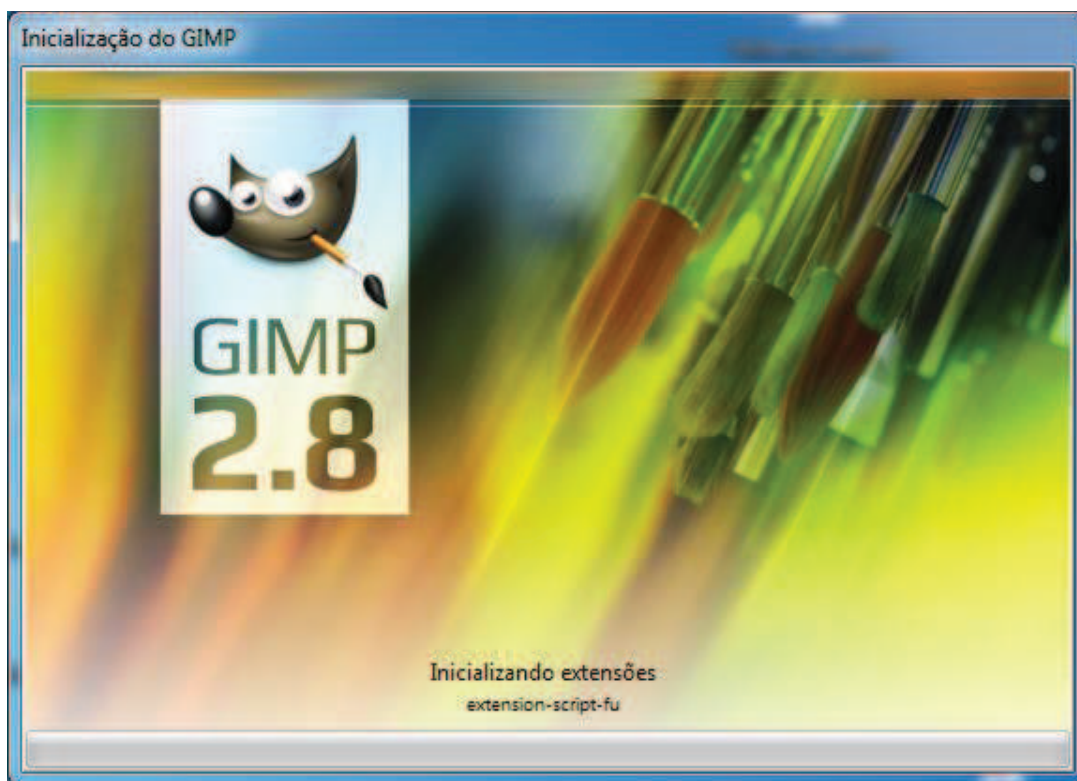 Inicialização do GIMP
GIMP
2.8
Inicializando extensões
extension-script-fu